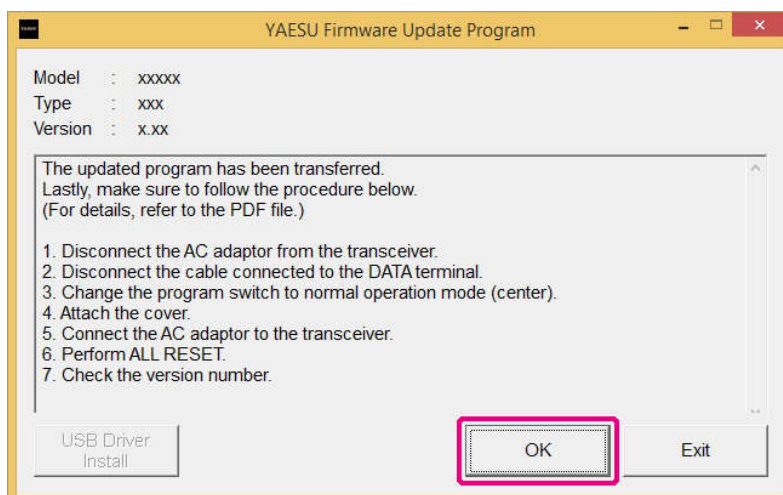 YAESU
YAESU Firmware Update Program
Model : xxxxx
Type : xxx
Version : x.xx
The updated program has been transferred.
Lastly, make sure to follow the procedure below.
(For details, refer to the PDF file.)
1. Disconnect the AC adaptor from the transceiver.
2. Disconnect the cable connected to the DATA terminal.
3. Change the program switch to normal operation mode (center).
4. Attach the cover.
5. Connect the AC adaptor to the transceiver.
6. Perform ALL RESET.
7. Check the version number.
USB Driver
Install
OK
Exit